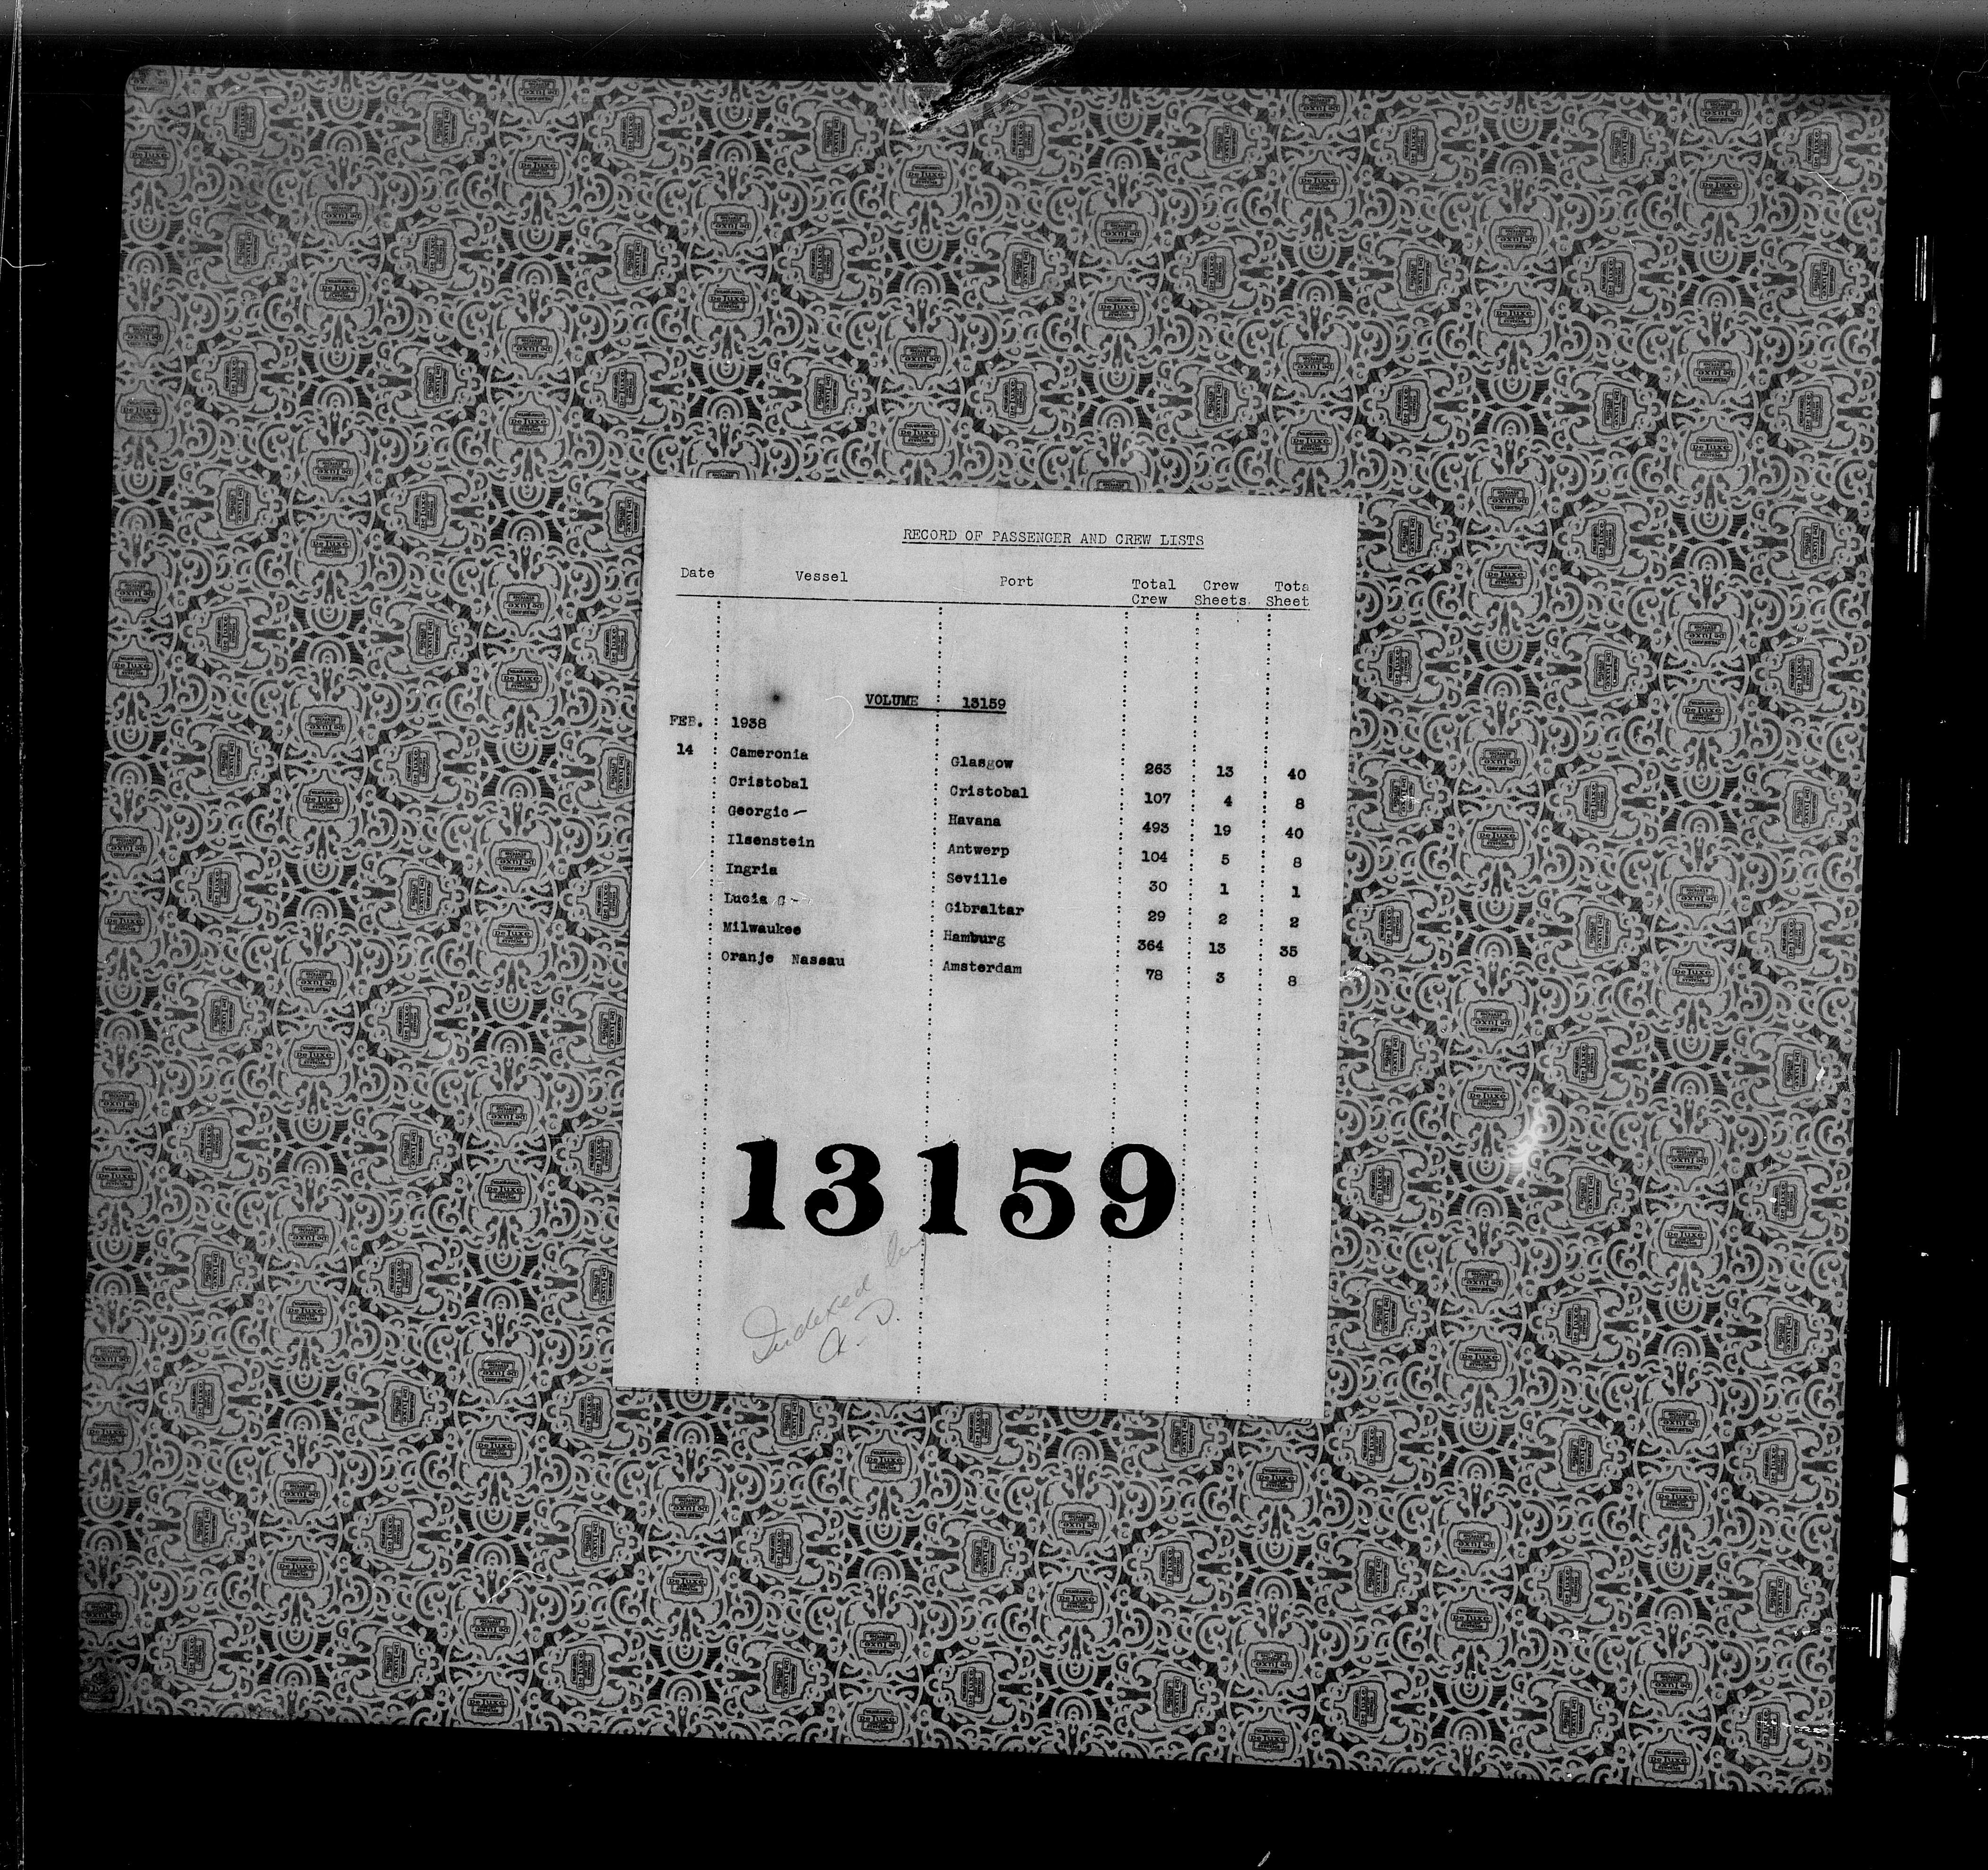 RECORD OF PASSENGER AND CREW LISTS
Date Vessel Port Total Crew Tota
Crew Sheets. Sheet
VOLUME 13159
FEB. 1938
14 Cameronia Glasgow 263 13 40
Cristobal Cristobal 107 4 8
Georgic Havana 493 19 40
Ilsenstein Antwerp 104 5 8
Ingria Seville 30 1 1
Lucia C Gibraltar 29 2 2
Milwaukee Hamburg 364 13 35
Oranje Nassau Amsterdam 78 3 8
13159
Indexed by
A. D.